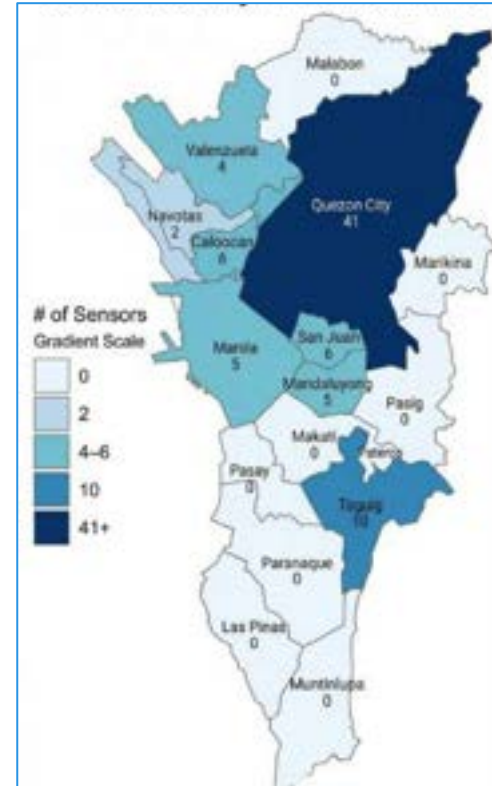 Malabon
0
Valenzuela
4
Quezon City
41
Navotas
2
Caloocan
6
Marikina
0
# of Sensors
Gradient Scale
0
2
4–6
10
41+
Manila
5
San Juan
6
Mandaluyong
5
Pasig
0
Makati
0
Pasay
0
Taguig
10
Paranaque
0
Las Pinas
0
Muntinlupa
0